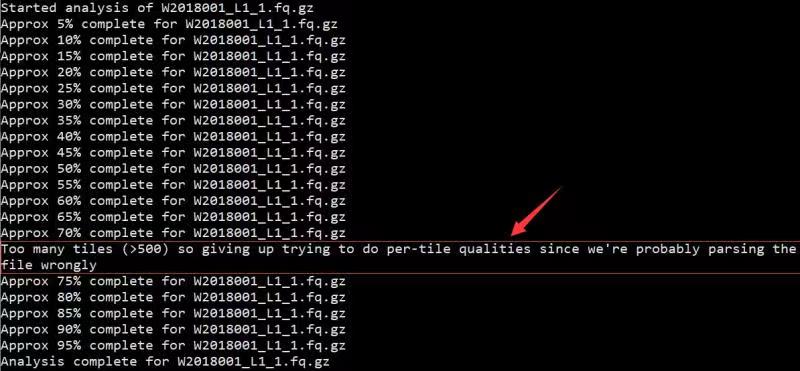 Started analysis of W2018001_L1_1.fq.gz
Approx 5% complete for W2018001_L1_1.fq.gz
Approx 10% complete for W2018001_L1_1.fq.gz
Approx 15% complete for W2018001_L1_1.fq.gz
Approx 20% complete for W2018001_L1_1.fq.gz
Approx 25% complete for W2018001_L1_1.fq.gz
Approx 30% complete for W2018001_L1_1.fq.gz
Approx 35% complete for W2018001_L1_1.fq.gz
Approx 40% complete for W2018001_L1_1.fq.gz
Approx 45% complete for W2018001_L1_1.fq.gz
Approx 50% complete for W2018001_L1_1.fq.gz
Approx 55% complete for W2018001_L1_1.fq.gz
Approx 60% complete for W2018001_L1_1.fq.gz
Approx 65% complete for W2018001_L1_1.fq.gz
Approx 70% complete for W2018001_L1_1.fq.gz
Too many tiles (>500) so giving up trying to do per-tile qualities since we're probably parsing the
file wrongly
Approx 75% complete for W2018001_L1_1.fq.gz
Approx 80% complete for W2018001_L1_1.fq.gz
Approx 85% complete for W2018001_L1_1.fq.gz
Approx 90% complete for W2018001_L1_1.fq.gz
Approx 95% complete for W2018001_L1_1.fq.gz
Analysis complete for W2018001_L1_1.fq.gz